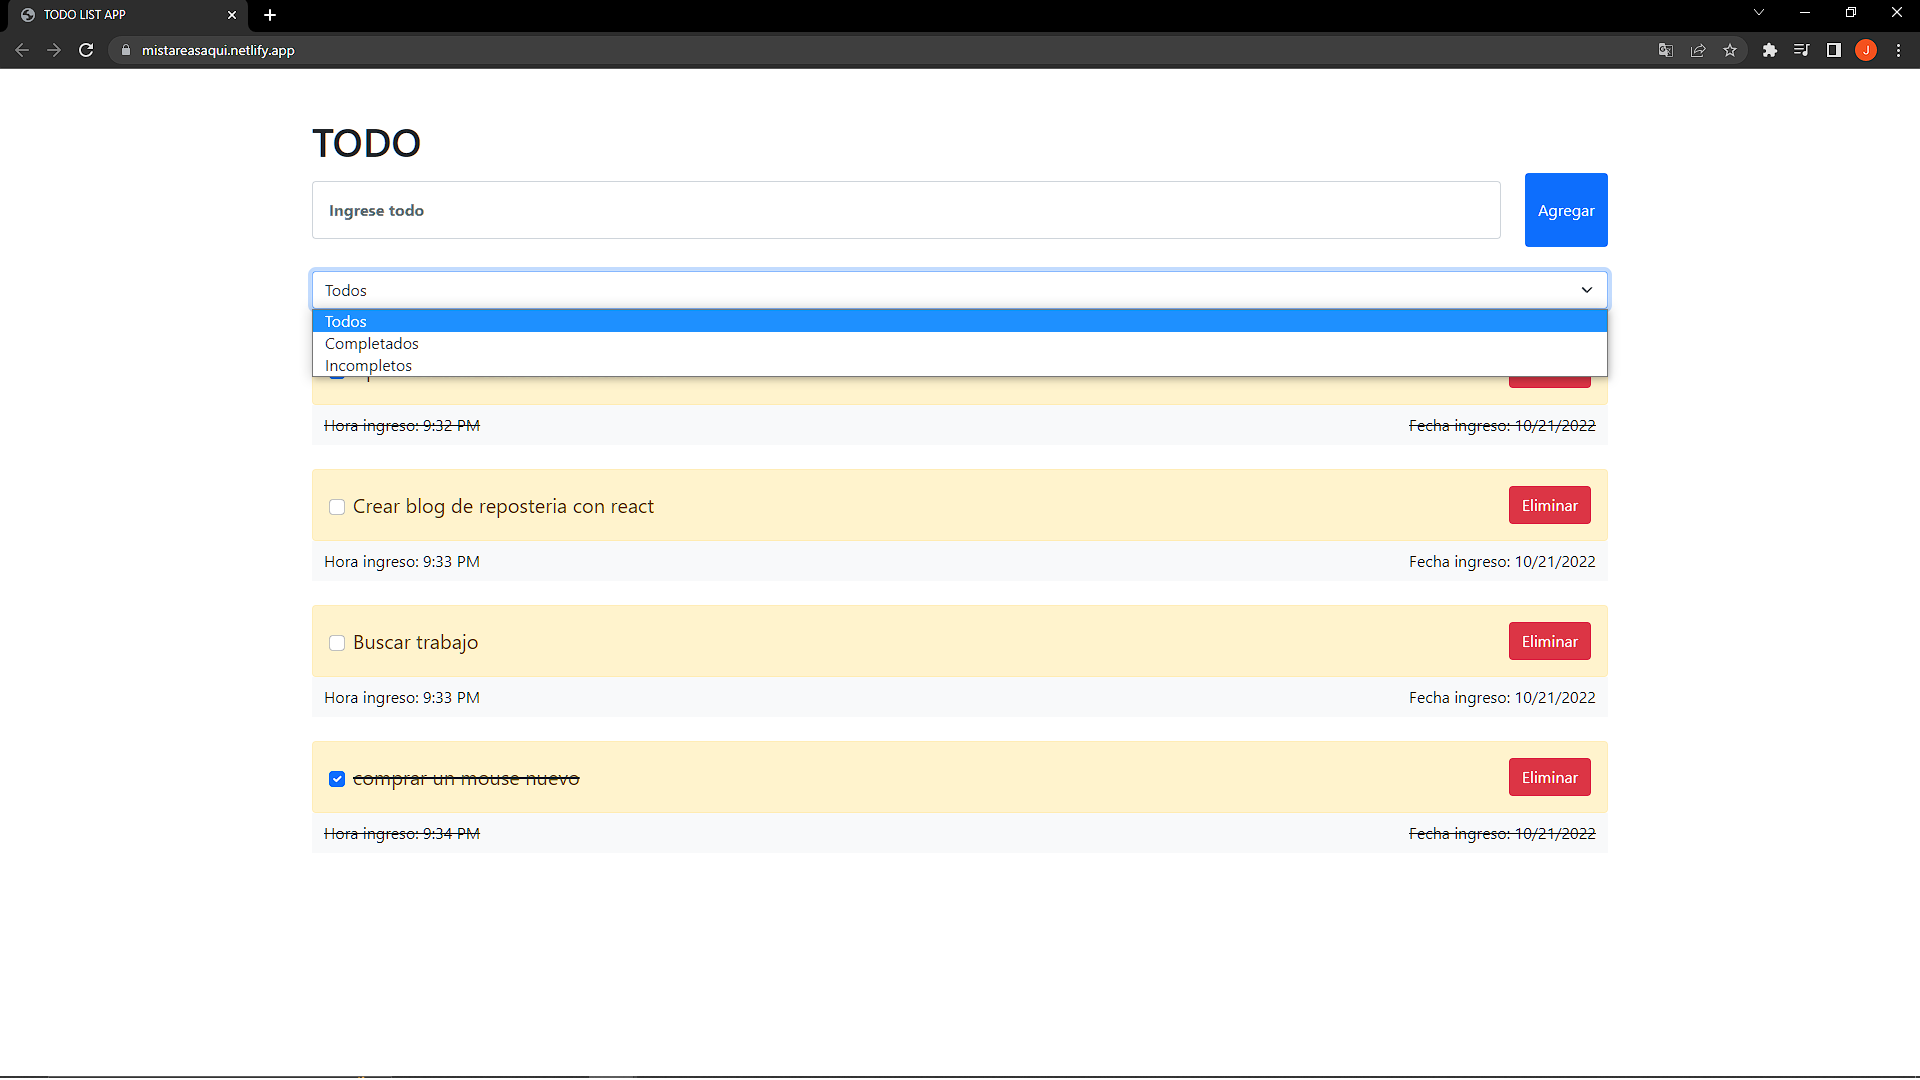 TODO LIST APP
mistareasaqui.netlify.app
J
TODO
Ingrese todo
Agregar
Todos
Todos
Completados
Incompletos
Hora ingreso: 9:32 PM Fecha ingreso: 10/21/2022
Crear blog de reposteria con react Eliminar
Hora ingreso: 9:33 PM Fecha ingreso: 10/21/2022
Buscar trabajo Eliminar
Hora ingreso: 9:33 PM Fecha ingreso: 10/21/2022
comprar un mouse nuevo Eliminar
Hora ingreso: 9:34 PM Fecha ingreso: 10/21/2022